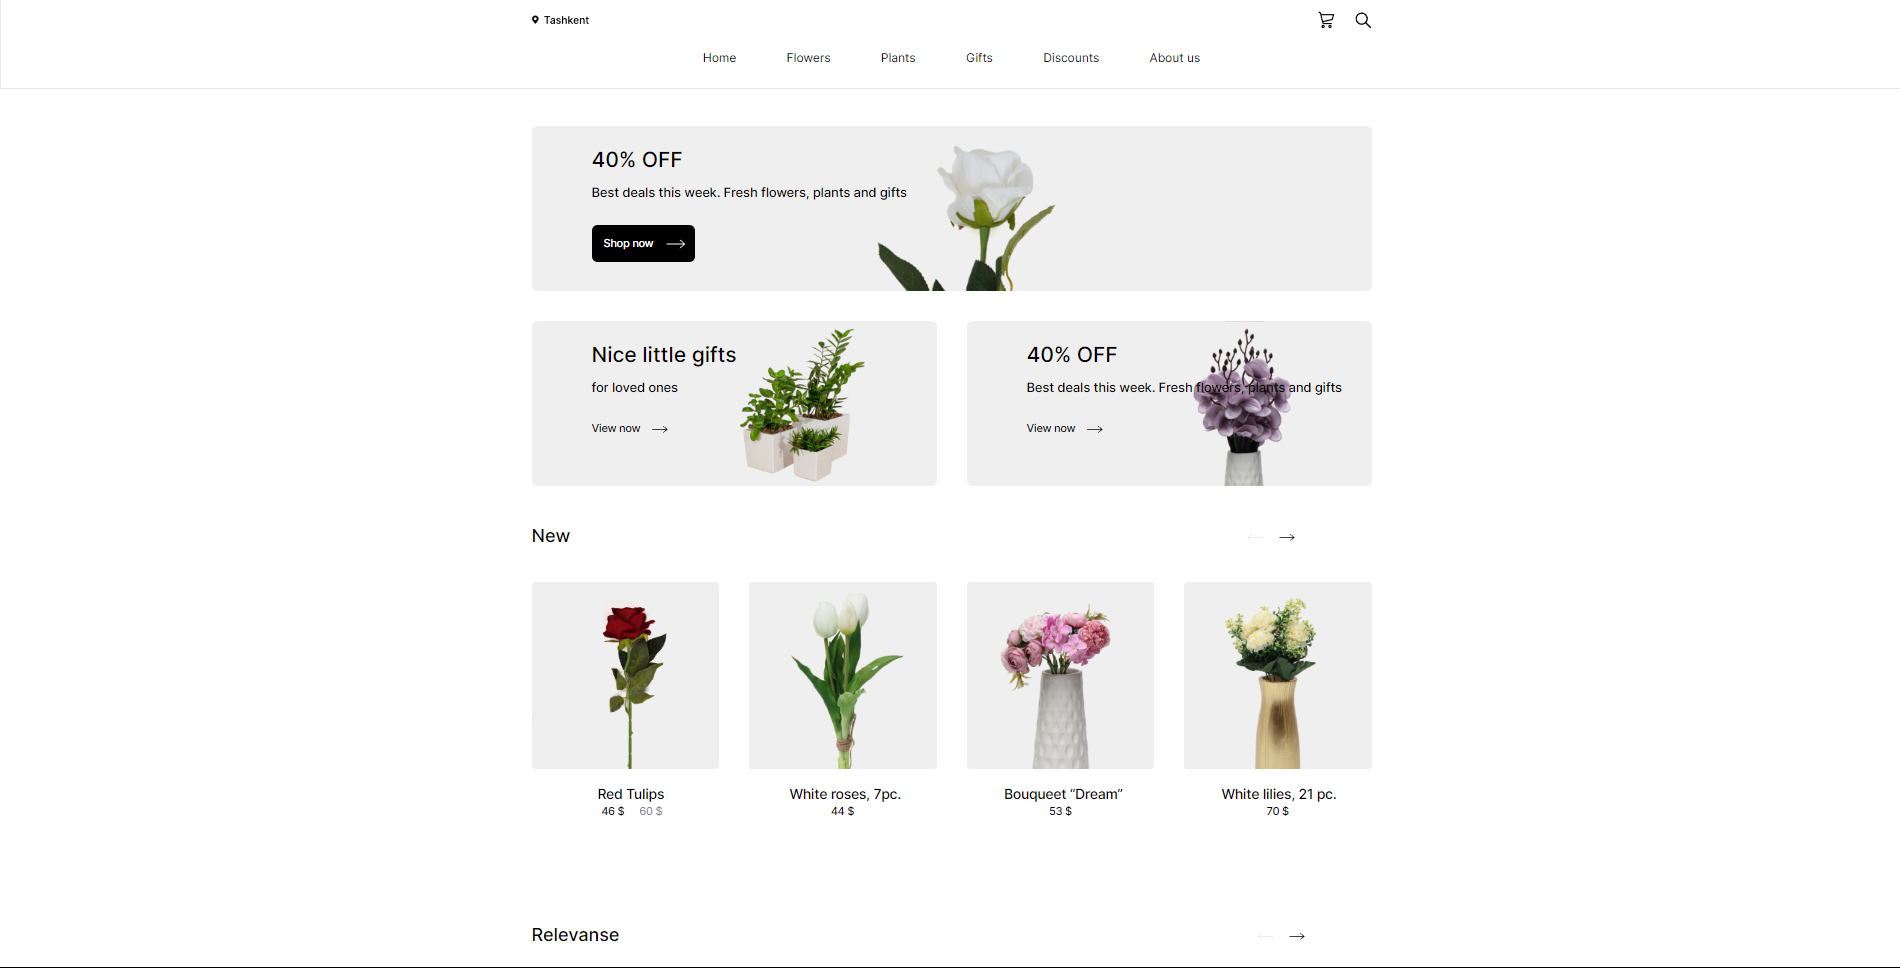 Tashkent
Home Flowers Plants Gifts Discounts About us
40% OFF
Best deals this week. Fresh flowers, plants and gifts
Shop now
Nice little gifts
for loved ones
View now
40% OFF
Best deals this week. Fresh flowers, plants and gifts
View now
New
Red Tulips
46 $ 60 $
White roses, 7pc.
44 $
Bouqueet “Dream”
53 $
White lilies, 21 pc.
70 $
Relevanse